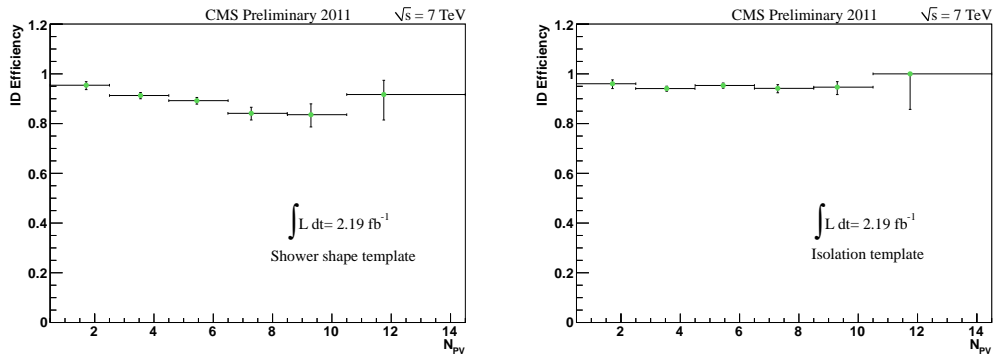 CMS Preliminary 2011 √s = 7 TeV
ID Efficiency
1.2
1
0.8
0.6
0.4
0.2
0
∫ L dt= 2.19 fb⁻¹
Shower shape template
2 4 6 8 10 12 14
N_PV
CMS Preliminary 2011 √s = 7 TeV
ID Efficiency
1.2
1
0.8
0.6
0.4
0.2
0
∫ L dt= 2.19 fb⁻¹
Isolation template
2 4 6 8 10 12 14
N_PV